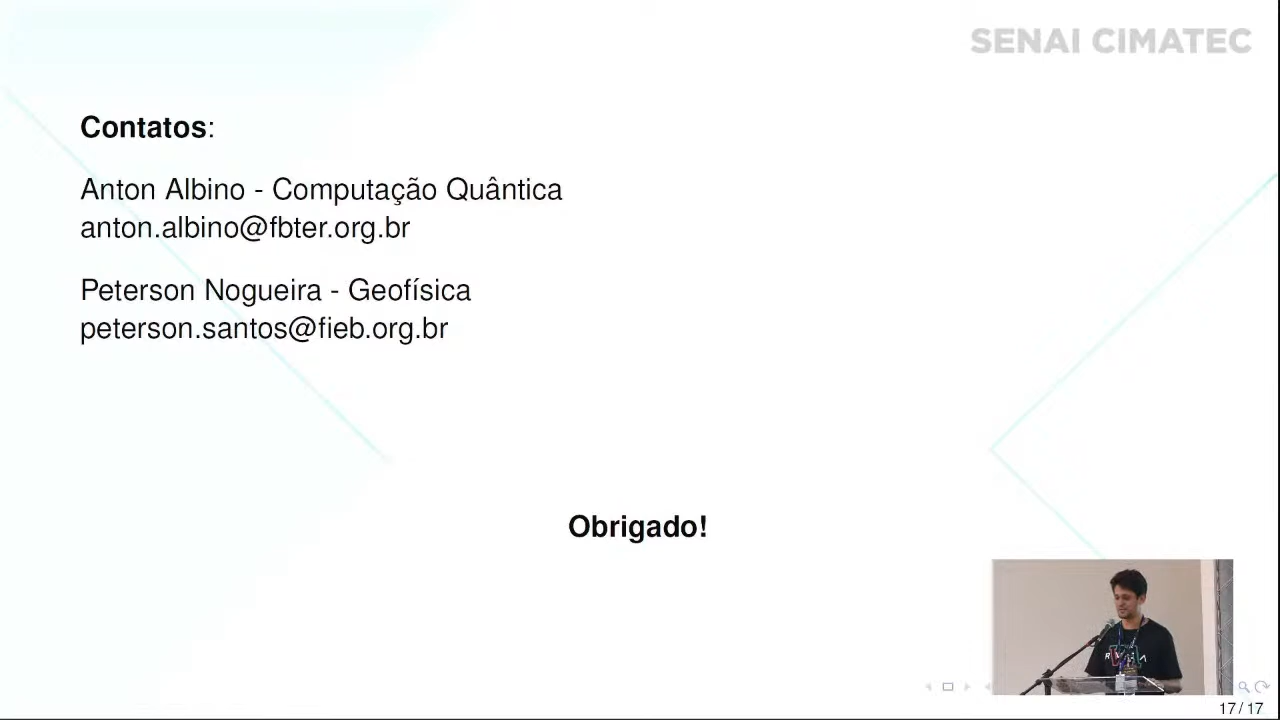 SENAI CIMATEC
Contatos:
Anton Albino - Computação Quântica
anton.albino@fbter.org.br
Peterson Nogueira - Geofísica
peterson.santos@fieb.org.br
Obrigado!
17 / 17